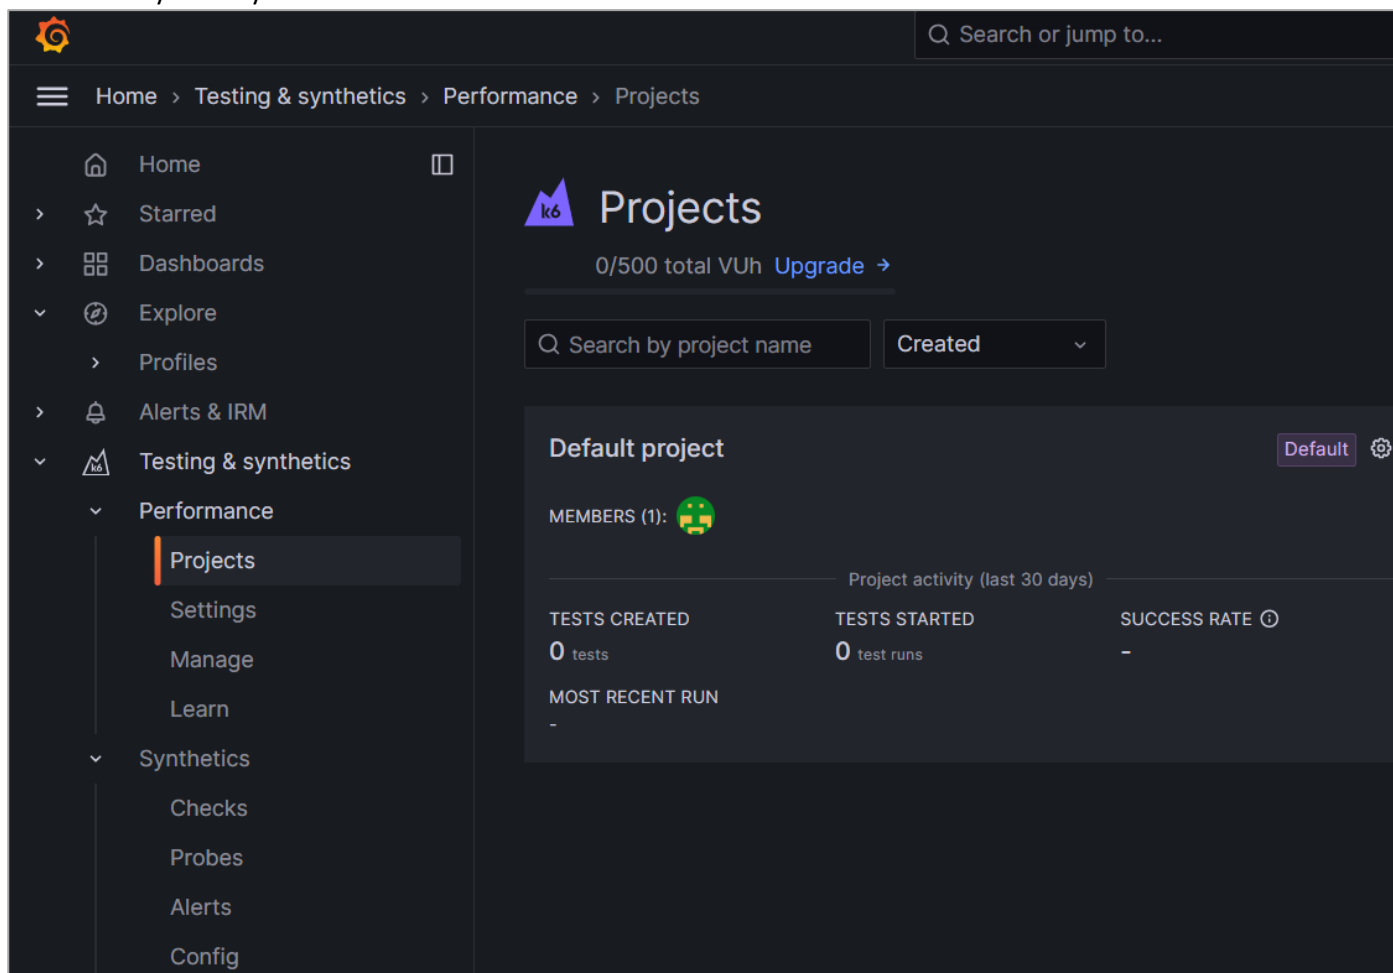 Search or jump to...
Home › Testing & synthetics › Performance › Projects
Home
Starred
Dashboards
Explore
Profiles
Alerts & IRM
Testing & synthetics
Performance
Projects
Settings
Manage
Learn
Synthetics
Checks
Probes
Alerts
Config
k6
Projects
0/500 total VUh Upgrade →
Search by project name
Created
Default project
Default
MEMBERS (1):
Project activity (last 30 days)
TESTS CREATED
0 tests
TESTS STARTED
0 test runs
SUCCESS RATE
-
MOST RECENT RUN
-